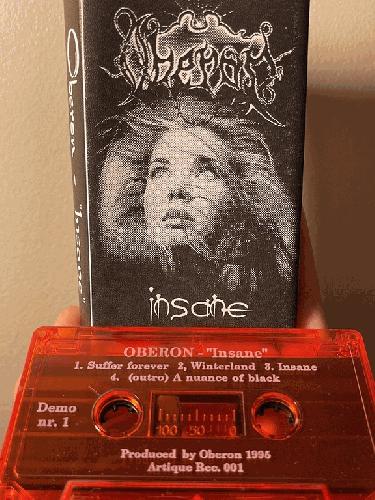 Oberon
Oberon "Insane"
insane
OBERON - "Insane"
1. Suffer forever 2, Winterland 3. Insane
4. (outro) A nuance of black
Demo
nr. 1
100 50 0
Produced by Oberon 1995
Artique Rec. 001